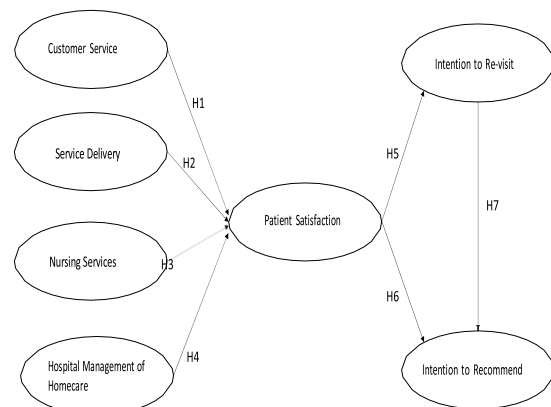 Customer Service
Intention to Re-visit
H1
H5
Service Delivery
H2
Patient Satisfaction
H7
Nursing Services
H3
H6
H4
Hospital Management of
Homecare
Intention to Recommend